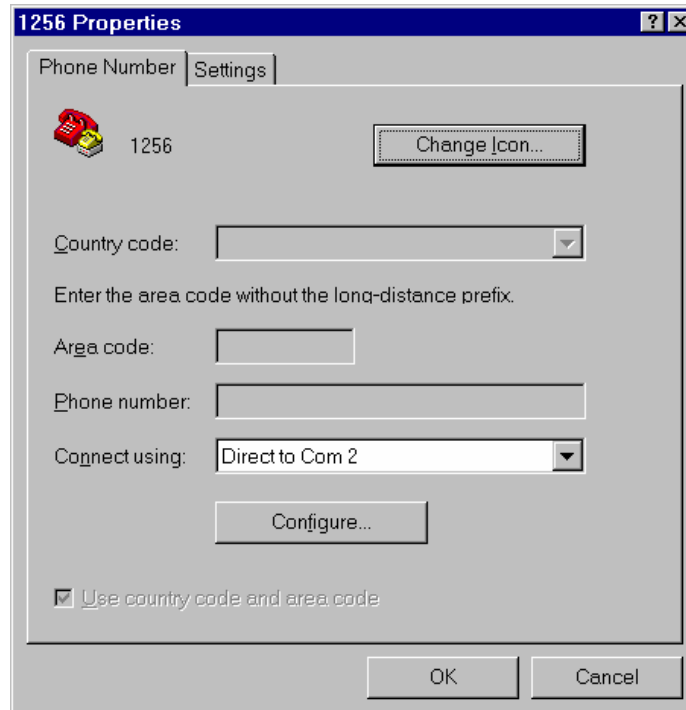 1256 Properties
Phone Number Settings
1256 Change Icon...
Country code:
Enter the area code without the long-distance prefix.
Area code:
Phone number:
Connect using: Direct to Com 2
Configure...
Use country code and area code
OK Cancel